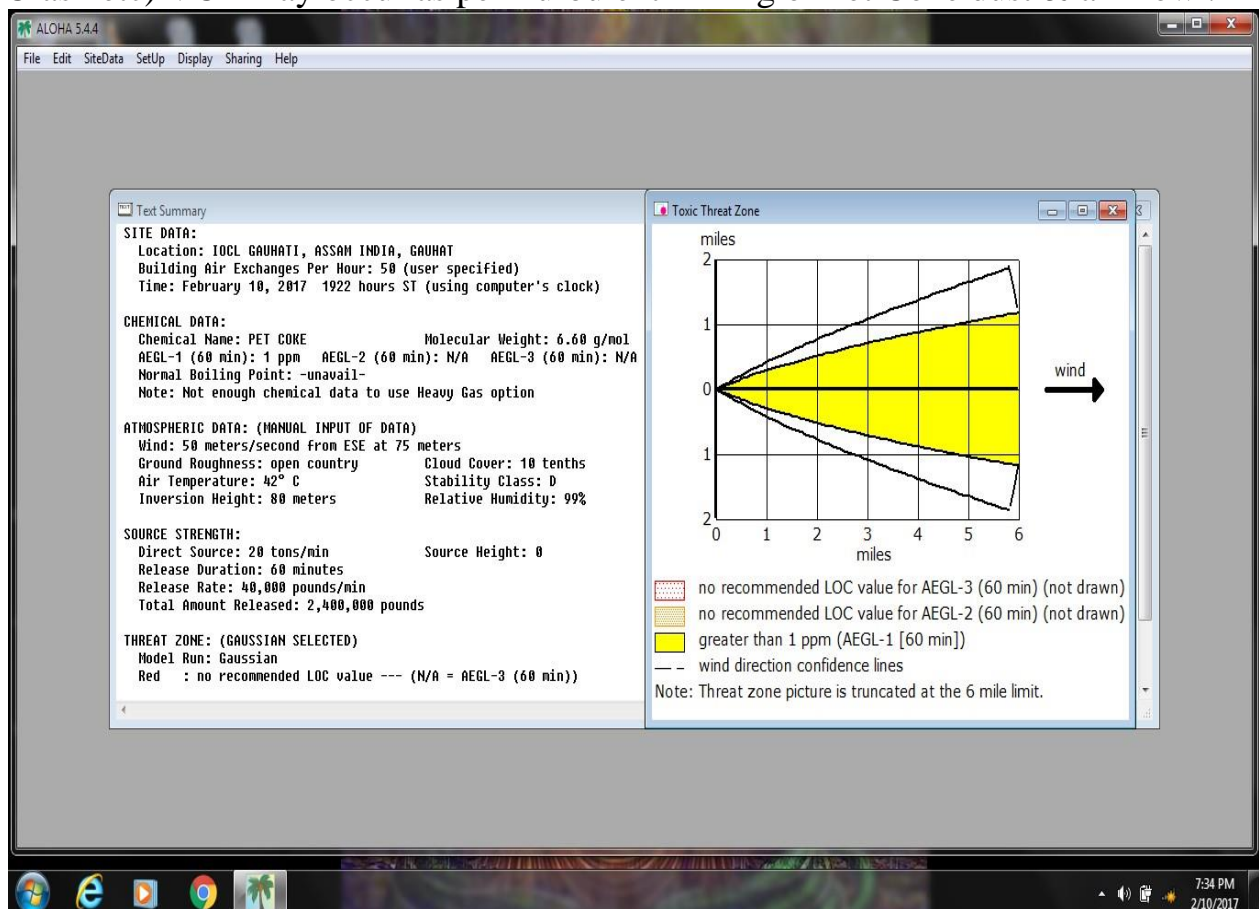 ALOHA 5.4.4
File Edit SiteData SetUp Display Sharing Help
Text Summary
SITE DATA:
Location: IOCL GAUHATI, ASSAM INDIA, GAUHAT
Building Air Exchanges Per Hour: 50 (user specified)
Time: February 10, 2017 1922 hours ST (using computer's clock)
CHEMICAL DATA:
Chemical Name: PET COKE Molecular Weight: 6.60 g/mol
AEGL-1 (60 min): 1 ppm AEGL-2 (60 min): N/A AEGL-3 (60 min): N/A
Normal Boiling Point: -unavail-
Note: Not enough chemical data to use Heavy Gas option
ATMOSPHERIC DATA: (MANUAL INPUT OF DATA)
Wind: 50 meters/second from ESE at 75 meters
Ground Roughness: open country Cloud Cover: 10 tenths
Air Temperature: 42° C Stability Class: D
Inversion Height: 80 meters Relative Humidity: 99%
SOURCE STRENGTH:
Direct Source: 20 tons/min Source Height: 0
Release Duration: 60 minutes
Release Rate: 40,000 pounds/min
Total Amount Released: 2,400,000 pounds
THREAT ZONE: (GAUSSIAN SELECTED)
Model Run: Gaussian
Red : no recommended LOC value --- (N/A = AEGL-3 (60 min))
Toxic Threat Zone
miles
2
1
0
1
2
0 1 2 3 4 5 6
miles
wind
no recommended LOC value for AEGL-3 (60 min) (not drawn)
no recommended LOC value for AEGL-2 (60 min) (not drawn)
greater than 1 ppm (AEGL-1 [60 min])
wind direction confidence lines
Note: Threat zone picture is truncated at the 6 mile limit.
7:34 PM
2/10/2017